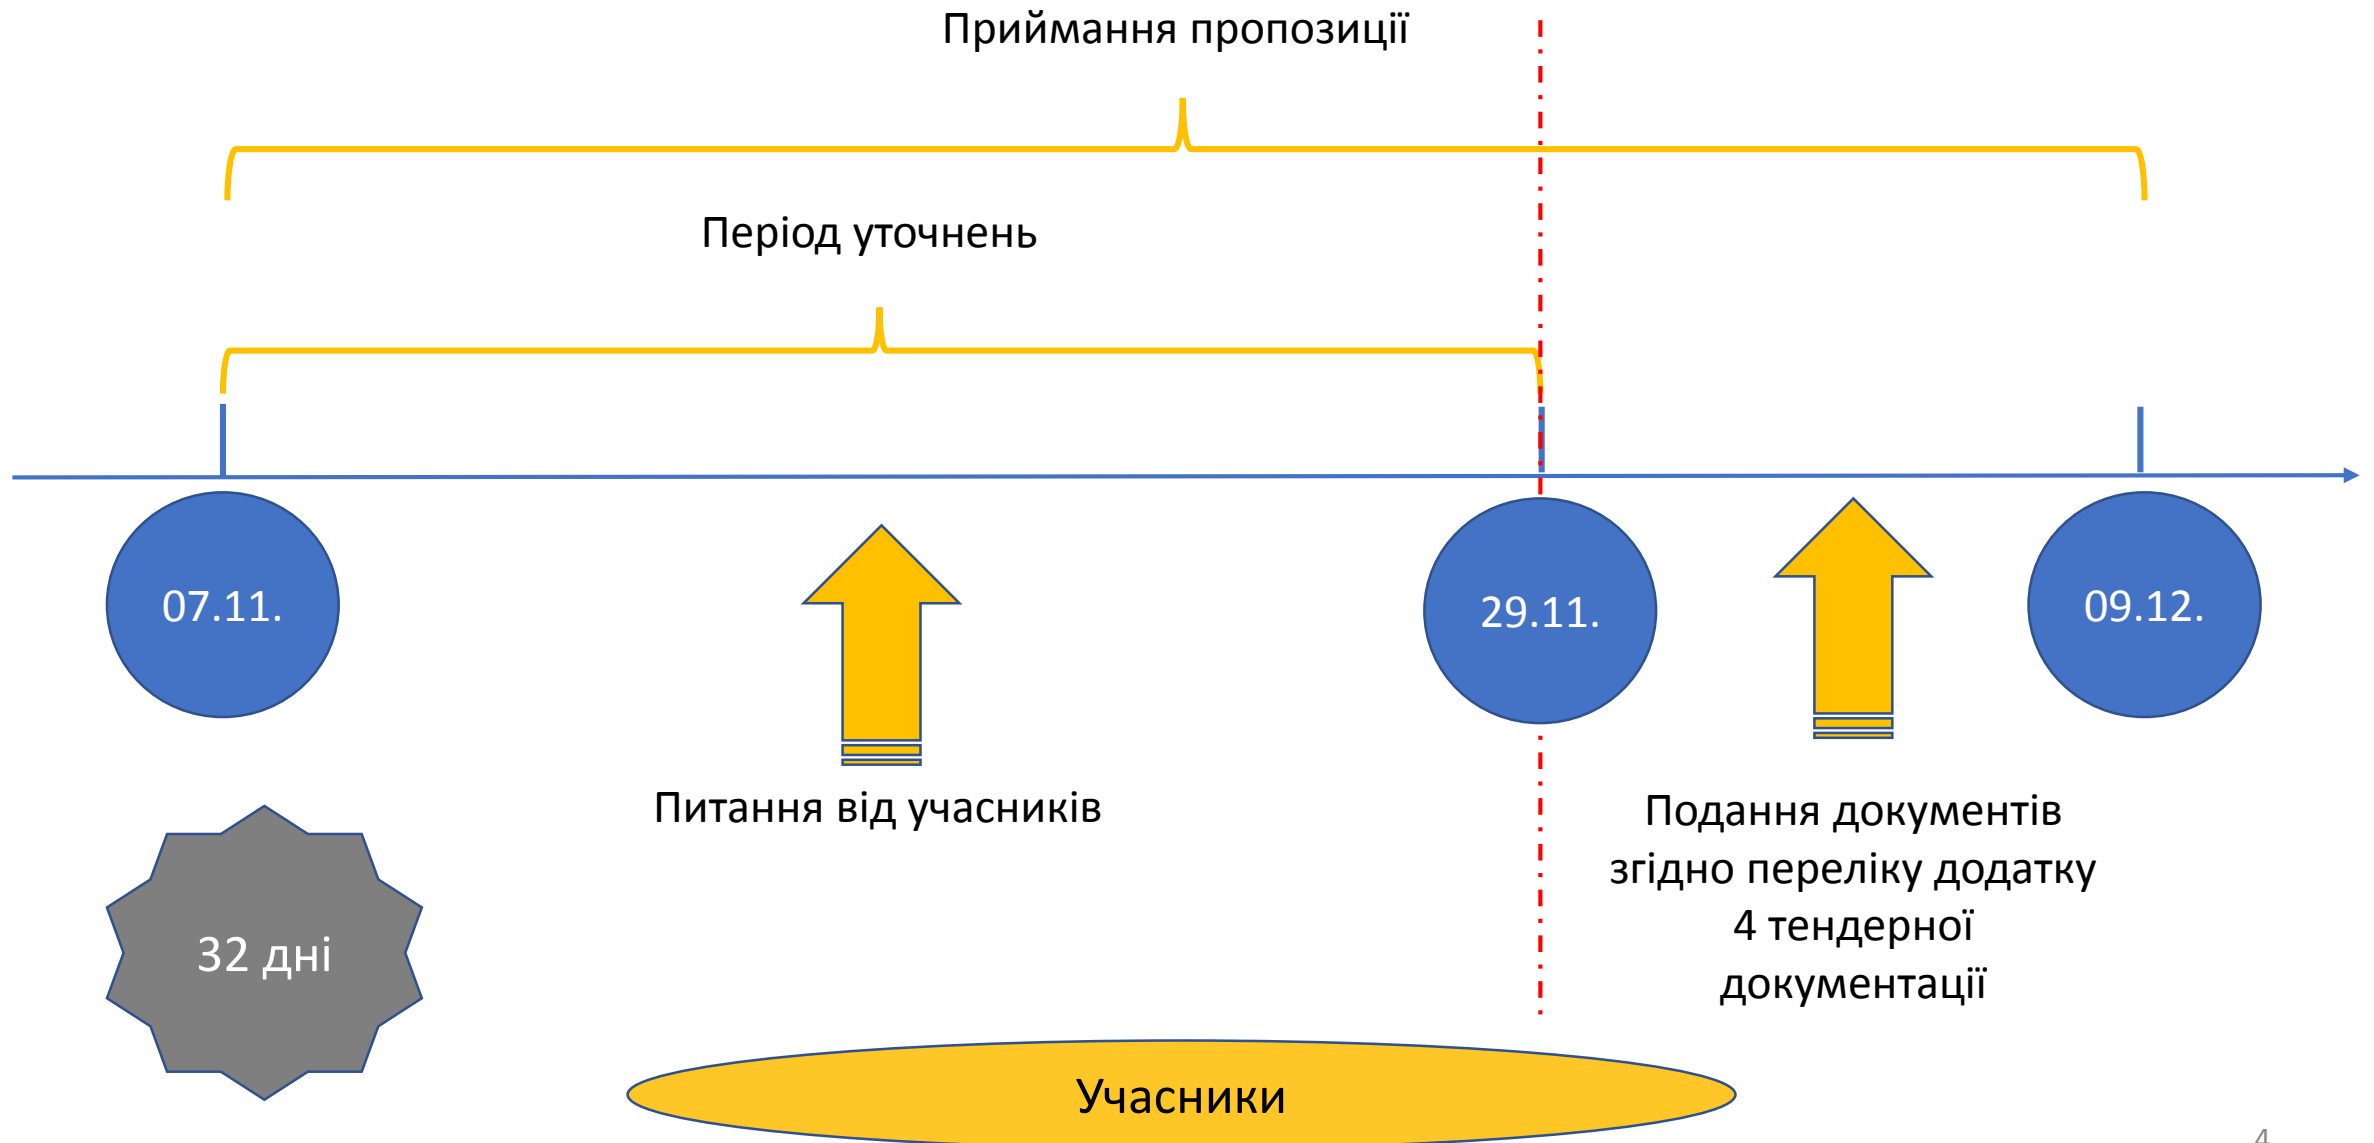 Приймання пропозиції
Період уточнень
07.11.
29.11.
09.12.
Питання від учасників
Подання документів
згідно переліку додатку
4 тендерної
документації
32 дні
Учасники
4